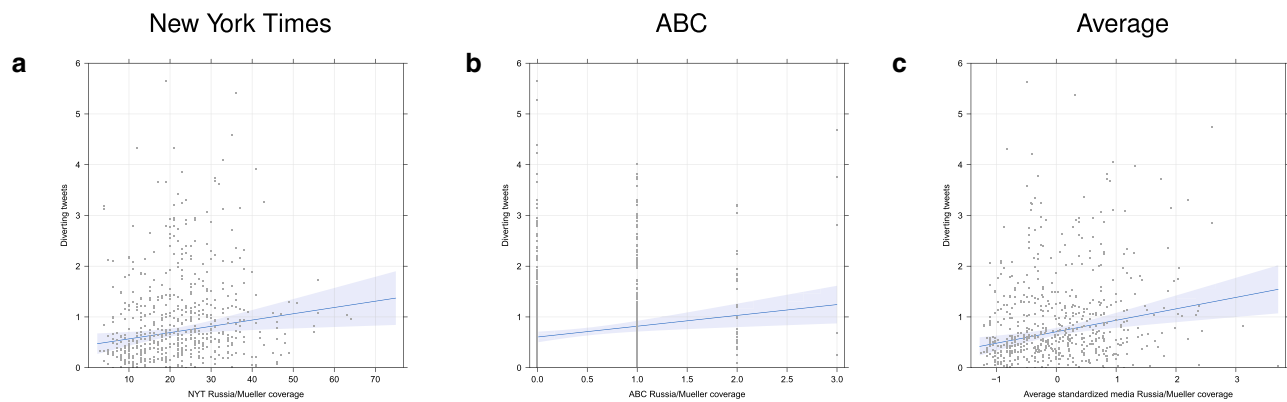 New York Times
ABC
Average
a
b
c
6
5
4
3
2
1
0
Diverting tweets
10 20 30 40 50 60 70
NYT Russia/Mueller coverage
6
5
4
3
2
1
0
Diverting tweets
0.0 0.5 1.0 1.5 2.0 2.5 3.0
ABC Russia/Mueller coverage
6
5
4
3
2
1
0
Diverting tweets
−1 0 1 2 3
Average standardized media Russia/Mueller coverage